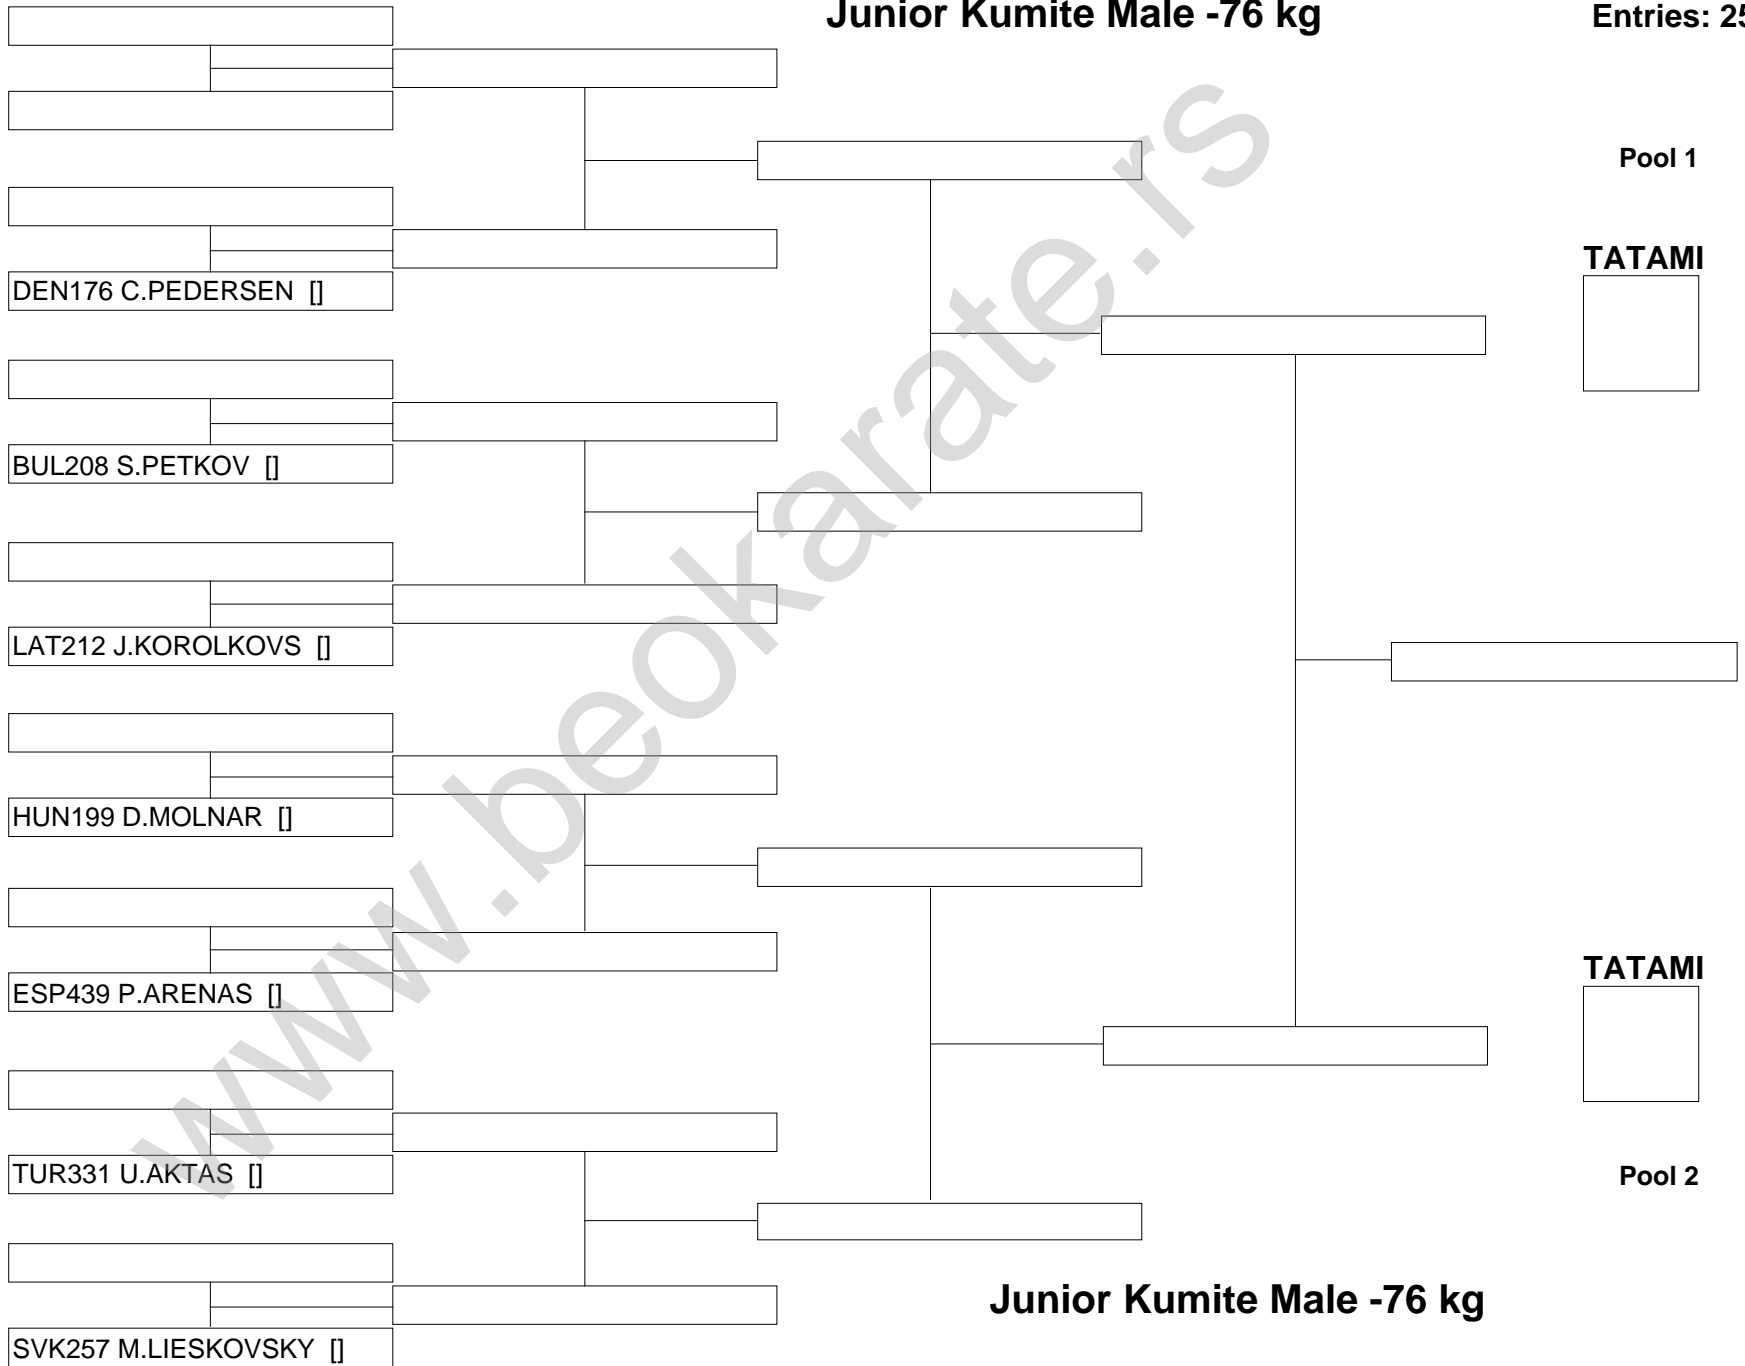 Junior Kumite Male -76 kg
Entries: 25
Pool 1
TATAMI
DEN176 C.PEDERSEN []
BUL208 S.PETKOV []
LAT212 J.KOROLKOVS []
HUN199 D.MOLNAR []
ESP439 P.ARENAS []
TATAMI
TUR331 U.AKTAS []
Pool 2
Junior Kumite Male -76 kg
SVK257 M.LIESKOVSKY []
www.beokarate.rs